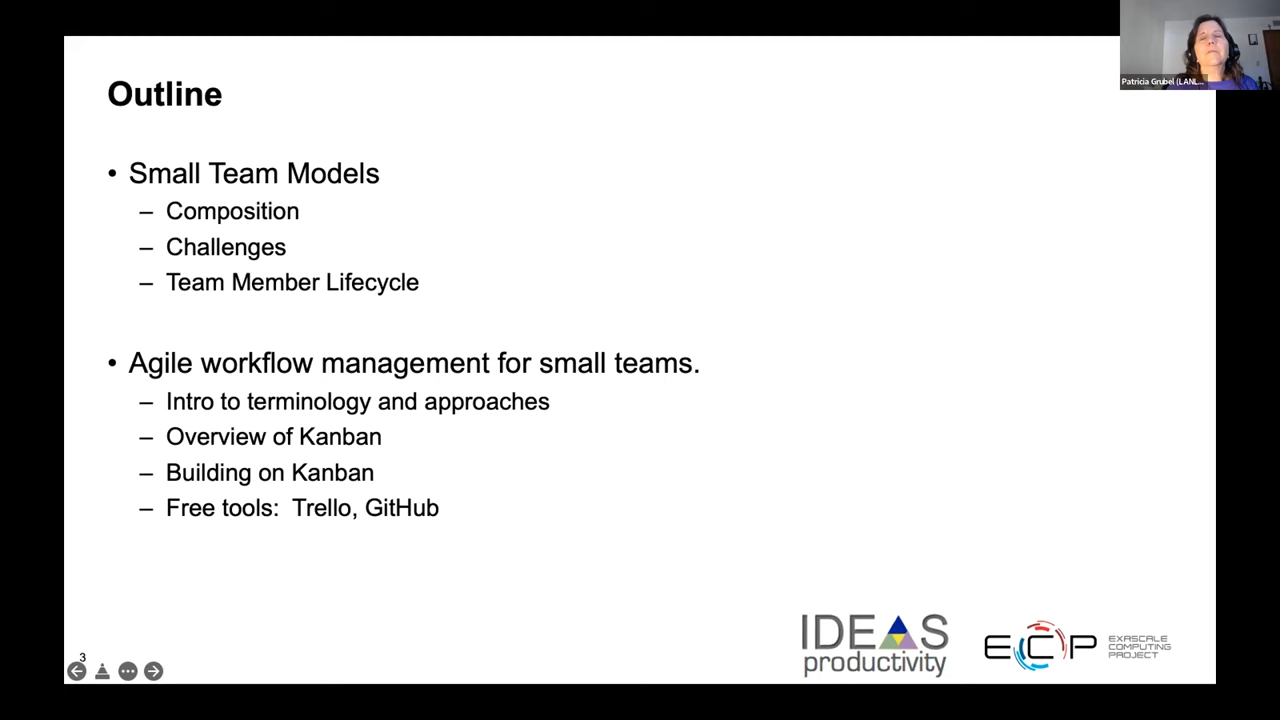 Outline
• Small Team Models
– Composition
– Challenges
– Team Member Lifecycle
• Agile workflow management for small teams.
– Intro to terminology and approaches
– Overview of Kanban
– Building on Kanban
– Free tools: Trello, GitHub
3
IDEAS
productivity
ECP
EXASCALE
COMPUTING
PROJECT
Patricia Grubel (LANL...